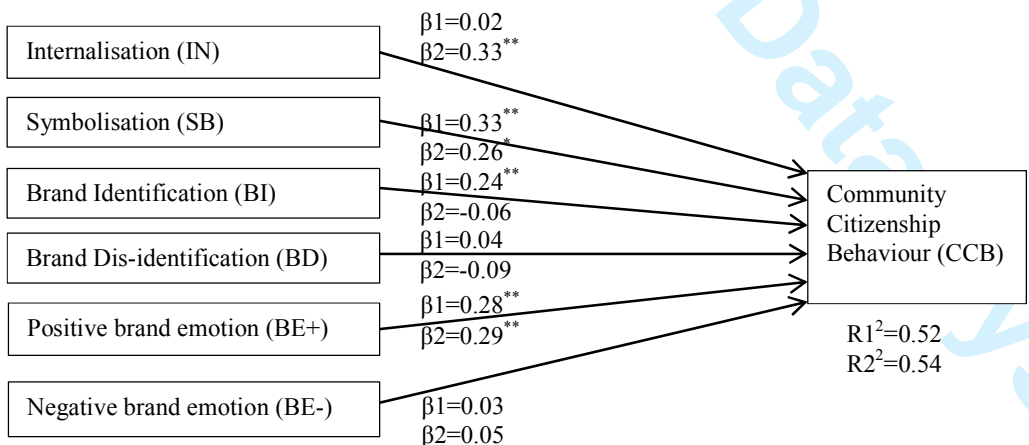 β1=0.02
Internalisation (IN)
β2=0.33**
Symbolisation (SB)
β1=0.33**
β2=0.26*
Brand Identification (BI)
β1=0.24**
β2=-0.06
Brand Dis-identification (BD)
β1=0.04
β2=-0.09
Positive brand emotion (BE+)
β1=0.28**
β2=0.29**
Negative brand emotion (BE-)
β1=0.03
β2=0.05
Community
Citizenship
Behaviour (CCB)
R1²=0.52
R2²=0.54
Data